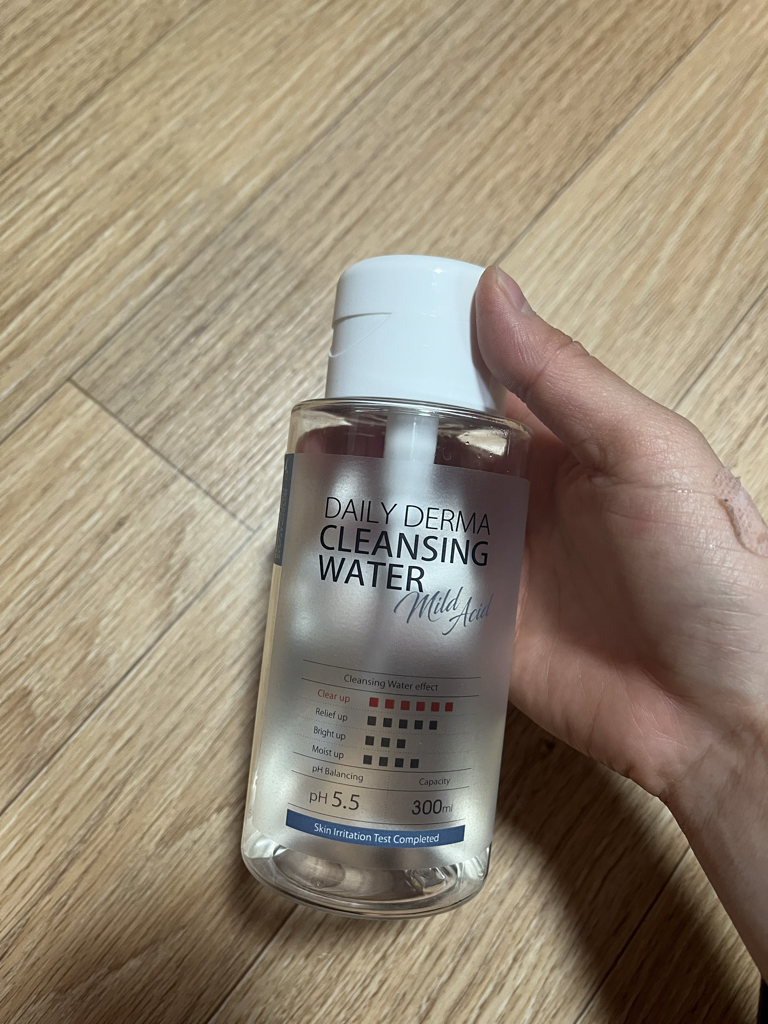 DAILY DERMA
CLEANSING
WATER
Mild Acid
Cleansing Water effect
Clear up
Relief up
Bright up
Moist up
pH Balancing Capacity
pH 5.5 300ml
Skin Irritation Test Completed